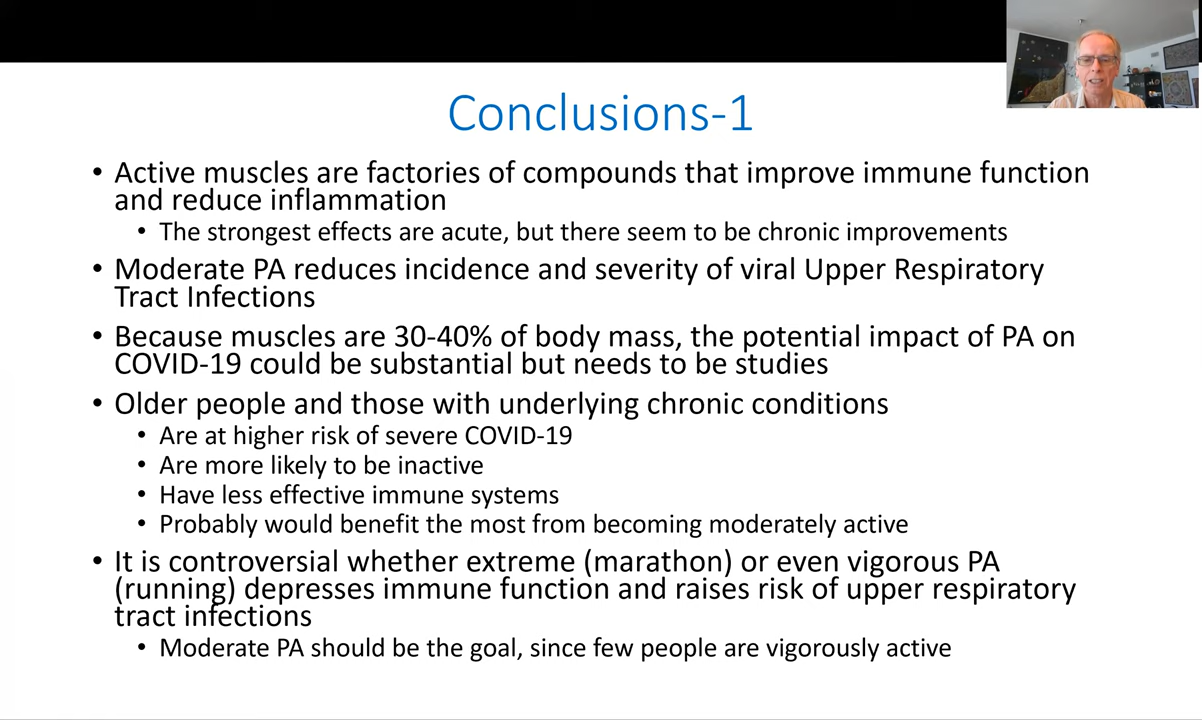 Conclusions-1
• Active muscles are factories of compounds that improve immune function
and reduce inflammation
• The strongest effects are acute, but there seem to be chronic improvements
• Moderate PA reduces incidence and severity of viral Upper Respiratory
Tract Infections
• Because muscles are 30-40% of body mass, the potential impact of PA on
COVID-19 could be substantial but needs to be studies
• Older people and those with underlying chronic conditions
• Are at higher risk of severe COVID-19
• Are more likely to be inactive
• Have less effective immune systems
• Probably would benefit the most from becoming moderately active
• It is controversial whether extreme (marathon) or even vigorous PA
(running) depresses immune function and raises risk of upper respiratory
tract infections
• Moderate PA should be the goal, since few people are vigorously active